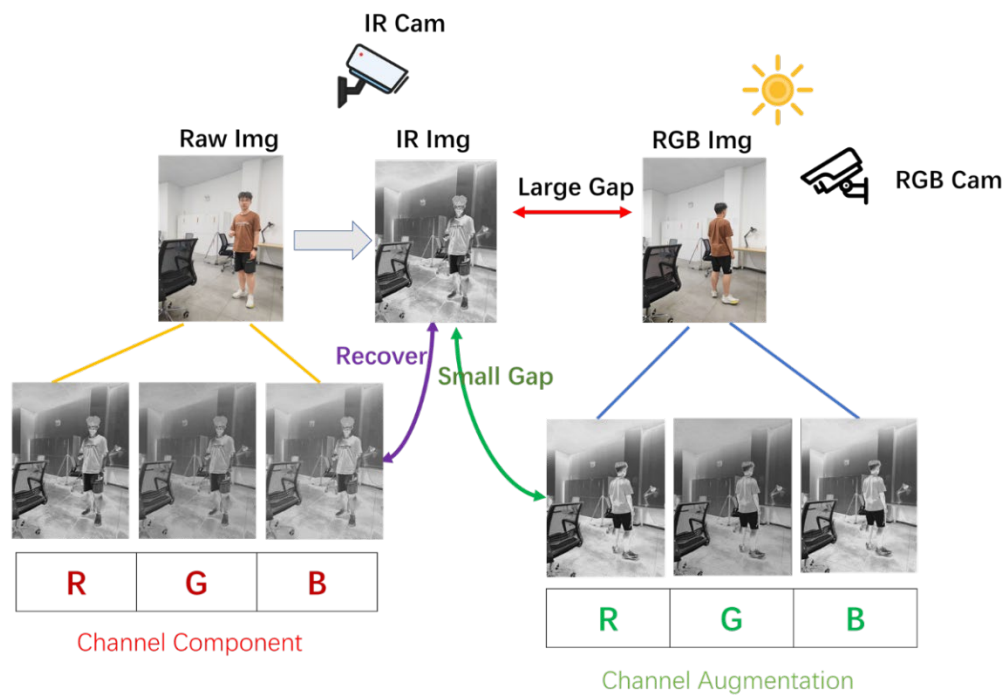 IR Cam
Raw Img
IR Img
RGB Img
Large Gap
RGB Cam
Recover
Small Gap
R G B
Channel Component
R G B
Channel Augmentation